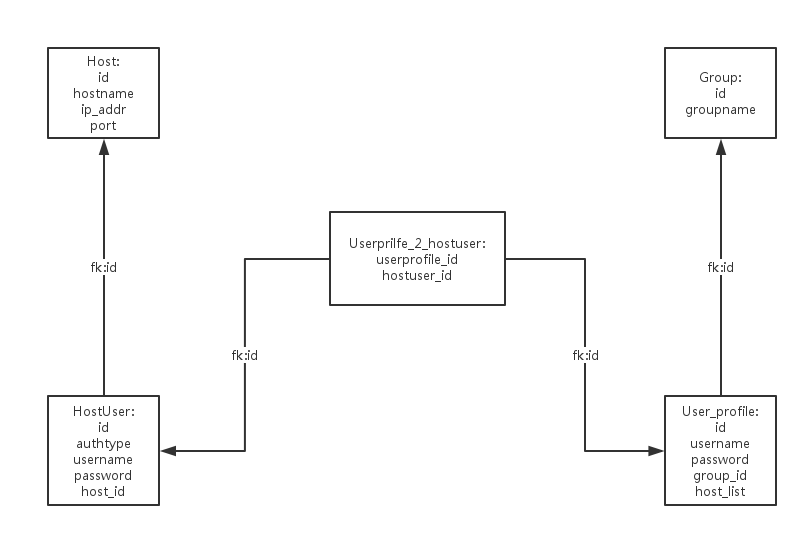 Host:
id
hostname
ip_addr
port
Group:
id
groupname
Userprilfe_2_hostuser:
userprofile_id
hostuser_id
fk:id
fk:id
fk:id
fk:id
HostUser:
id
authtype
username
password
host_id
User_profile:
id
username
password
group_id
host_list